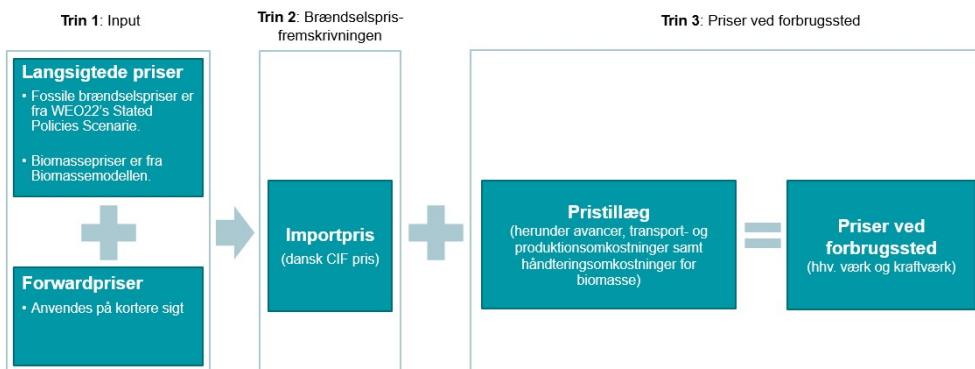 Trin 1: Input
Trin 2: Brændselspris-
fremskrivningen
Trin 3: Priser ved forbrugssted
Langsigtede priser
• Fossile brændselspriser er
fra WEO22's Stated
Policies Scenarie.
• Biomassepriser er fra
Biomassemodellen.
Forwardpriser
• Anvendes på kortere sigt
Importpris
(dansk CIF pris)
Pristillæg
(herunder avancer, transport- og
produktionsomkostninger samt
håndteringsomkostninger for
biomasse)
Priser ved
forbrugssted
(hhv. værk og kraftværk)